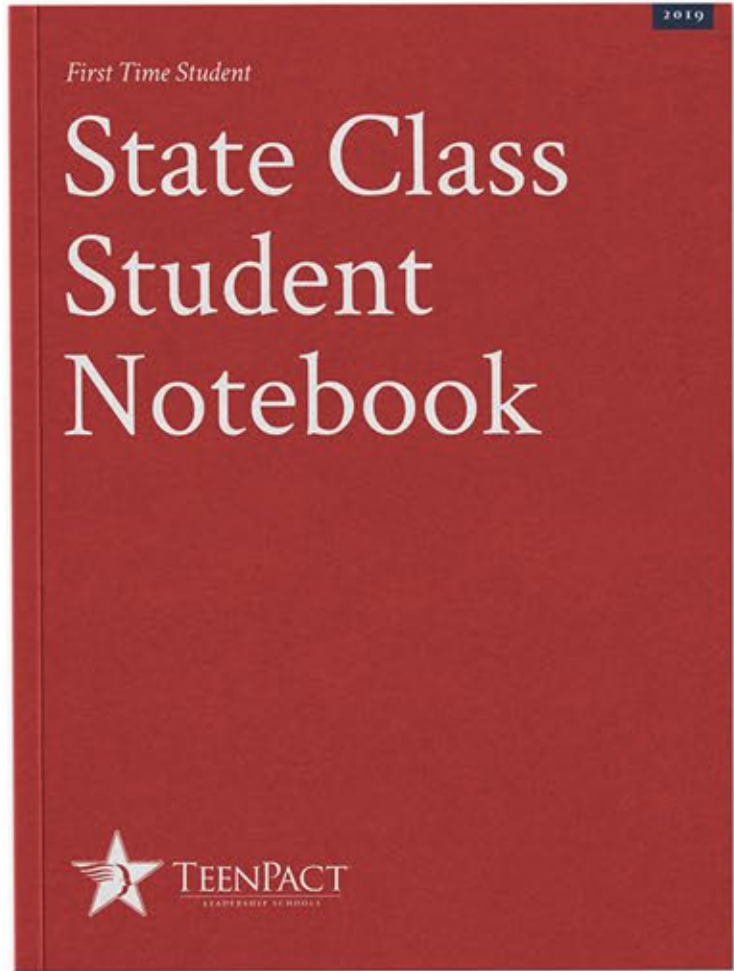 2019
First Time Student
State Class
Student
Notebook
TEENPACT
LEADERSHIP SCHOOLS